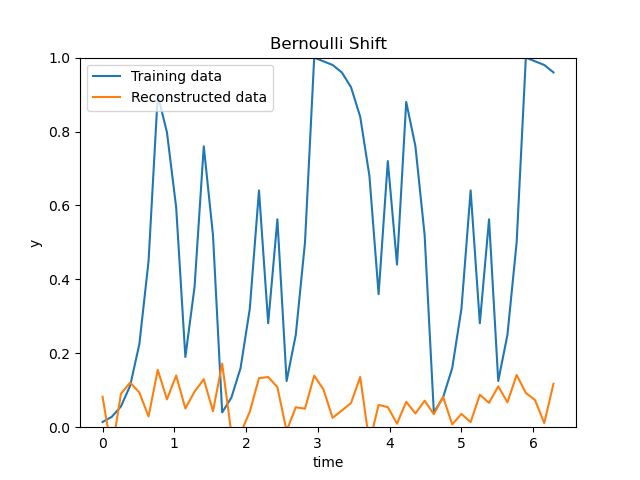 Bernoulli Shift
Training data
Reconstructed data
y
1.0
0.8
0.6
0.4
0.2
0.0
0 1 2 3 4 5 6
time